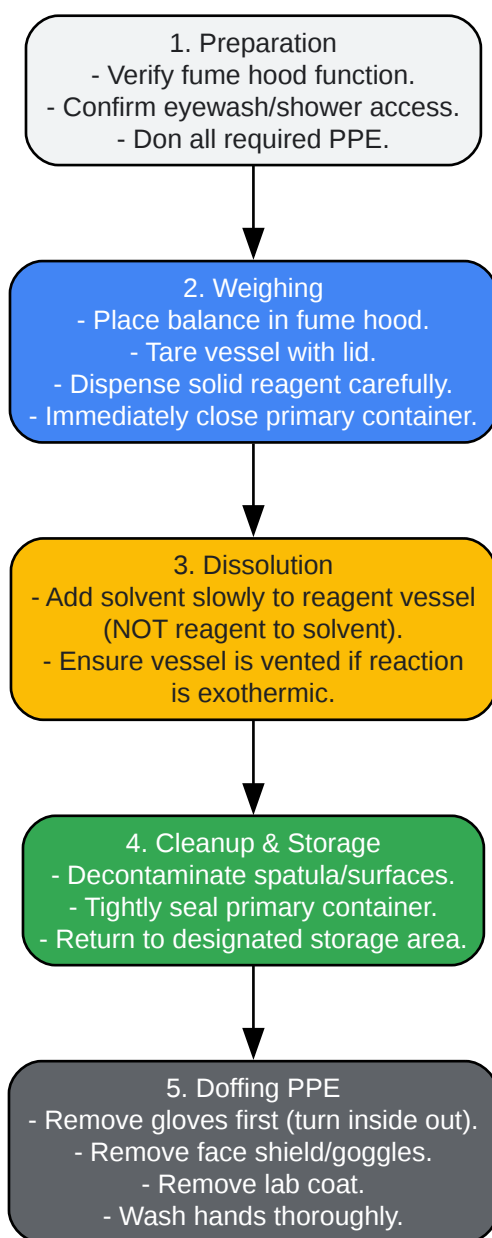 1. Preparation
- Verify fume hood function.
- Confirm eyewash/shower access.
- Don all required PPE.
2. Weighing
- Place balance in fume hood.
- Tare vessel with lid.
- Dispense solid reagent carefully.
- Immediately close primary container.
3. Dissolution
- Add solvent slowly to reagent vessel
(NOT reagent to solvent).
- Ensure vessel is vented if reaction
is exothermic.
4. Cleanup & Storage
- Decontaminate spatula/surfaces.
- Tightly seal primary container.
- Return to designated storage area.
5. Doffing PPE
- Remove gloves first (turn inside out).
- Remove face shield/goggles.
- Remove lab coat.
- Wash hands thoroughly.